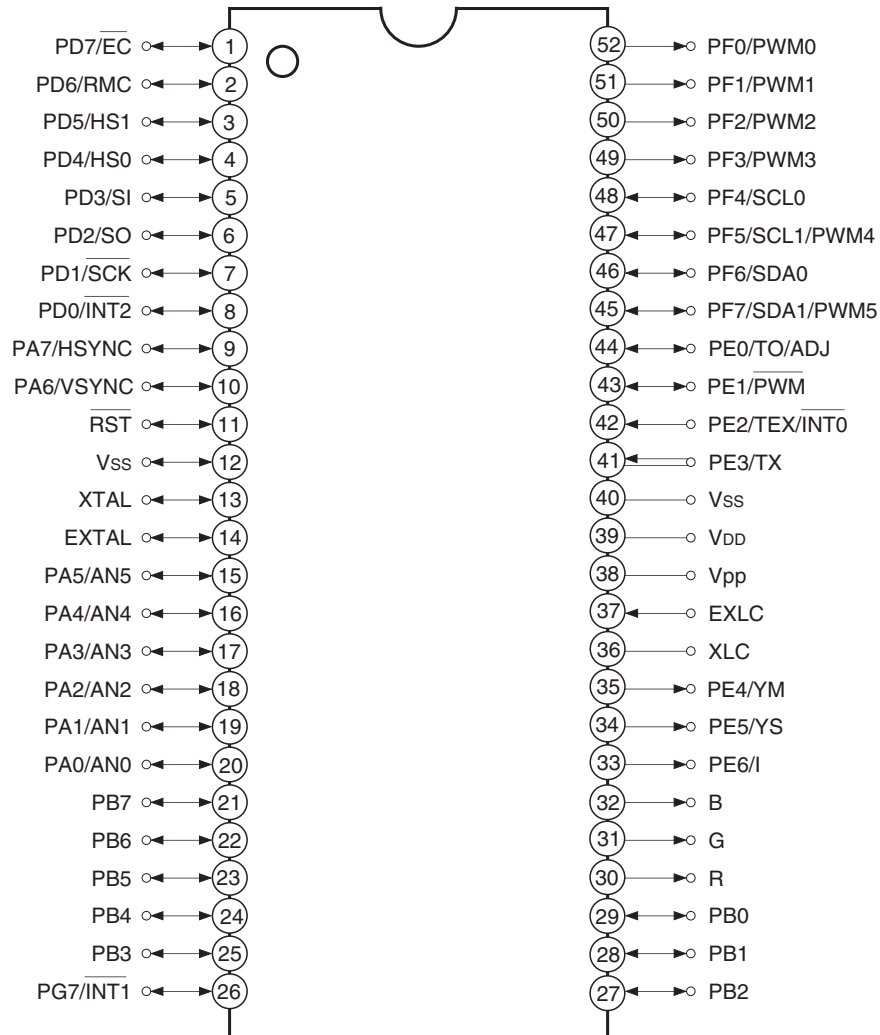 PD7/EC 1 52 PF0/PWM0
PD6/RMC 2 51 PF1/PWM1
PD5/HS1 3 50 PF2/PWM2
PD4/HS0 4 49 PF3/PWM3
PD3/SI 5 48 PF4/SCL0
PD2/SO 6 47 PF5/SCL1/PWM4
PD1/SCK 7 46 PF6/SDA0
PD0/INT2 8 45 PF7/SDA1/PWM5
PA7/HSYNC 9 44 PE0/TO/ADJ
PA6/VSYNC 10 43 PE1/PWM
RST 11 42 PE2/TEX/INT0
Vss 12 41 PE3/TX
XTAL 13 40 Vss
EXTAL 14 39 VDD
PA5/AN5 15 38 Vpp
PA4/AN4 16 37 EXLC
PA3/AN3 17 36 XLC
PA2/AN2 18 35 PE4/YM
PA1/AN1 19 34 PE5/YS
PA0/AN0 20 33 PE6/I
PB7 21 32 B
PB6 22 31 G
PB5 23 30 R
PB4 24 29 PB0
PB3 25 28 PB1
PG7/INT1 26 27 PB2